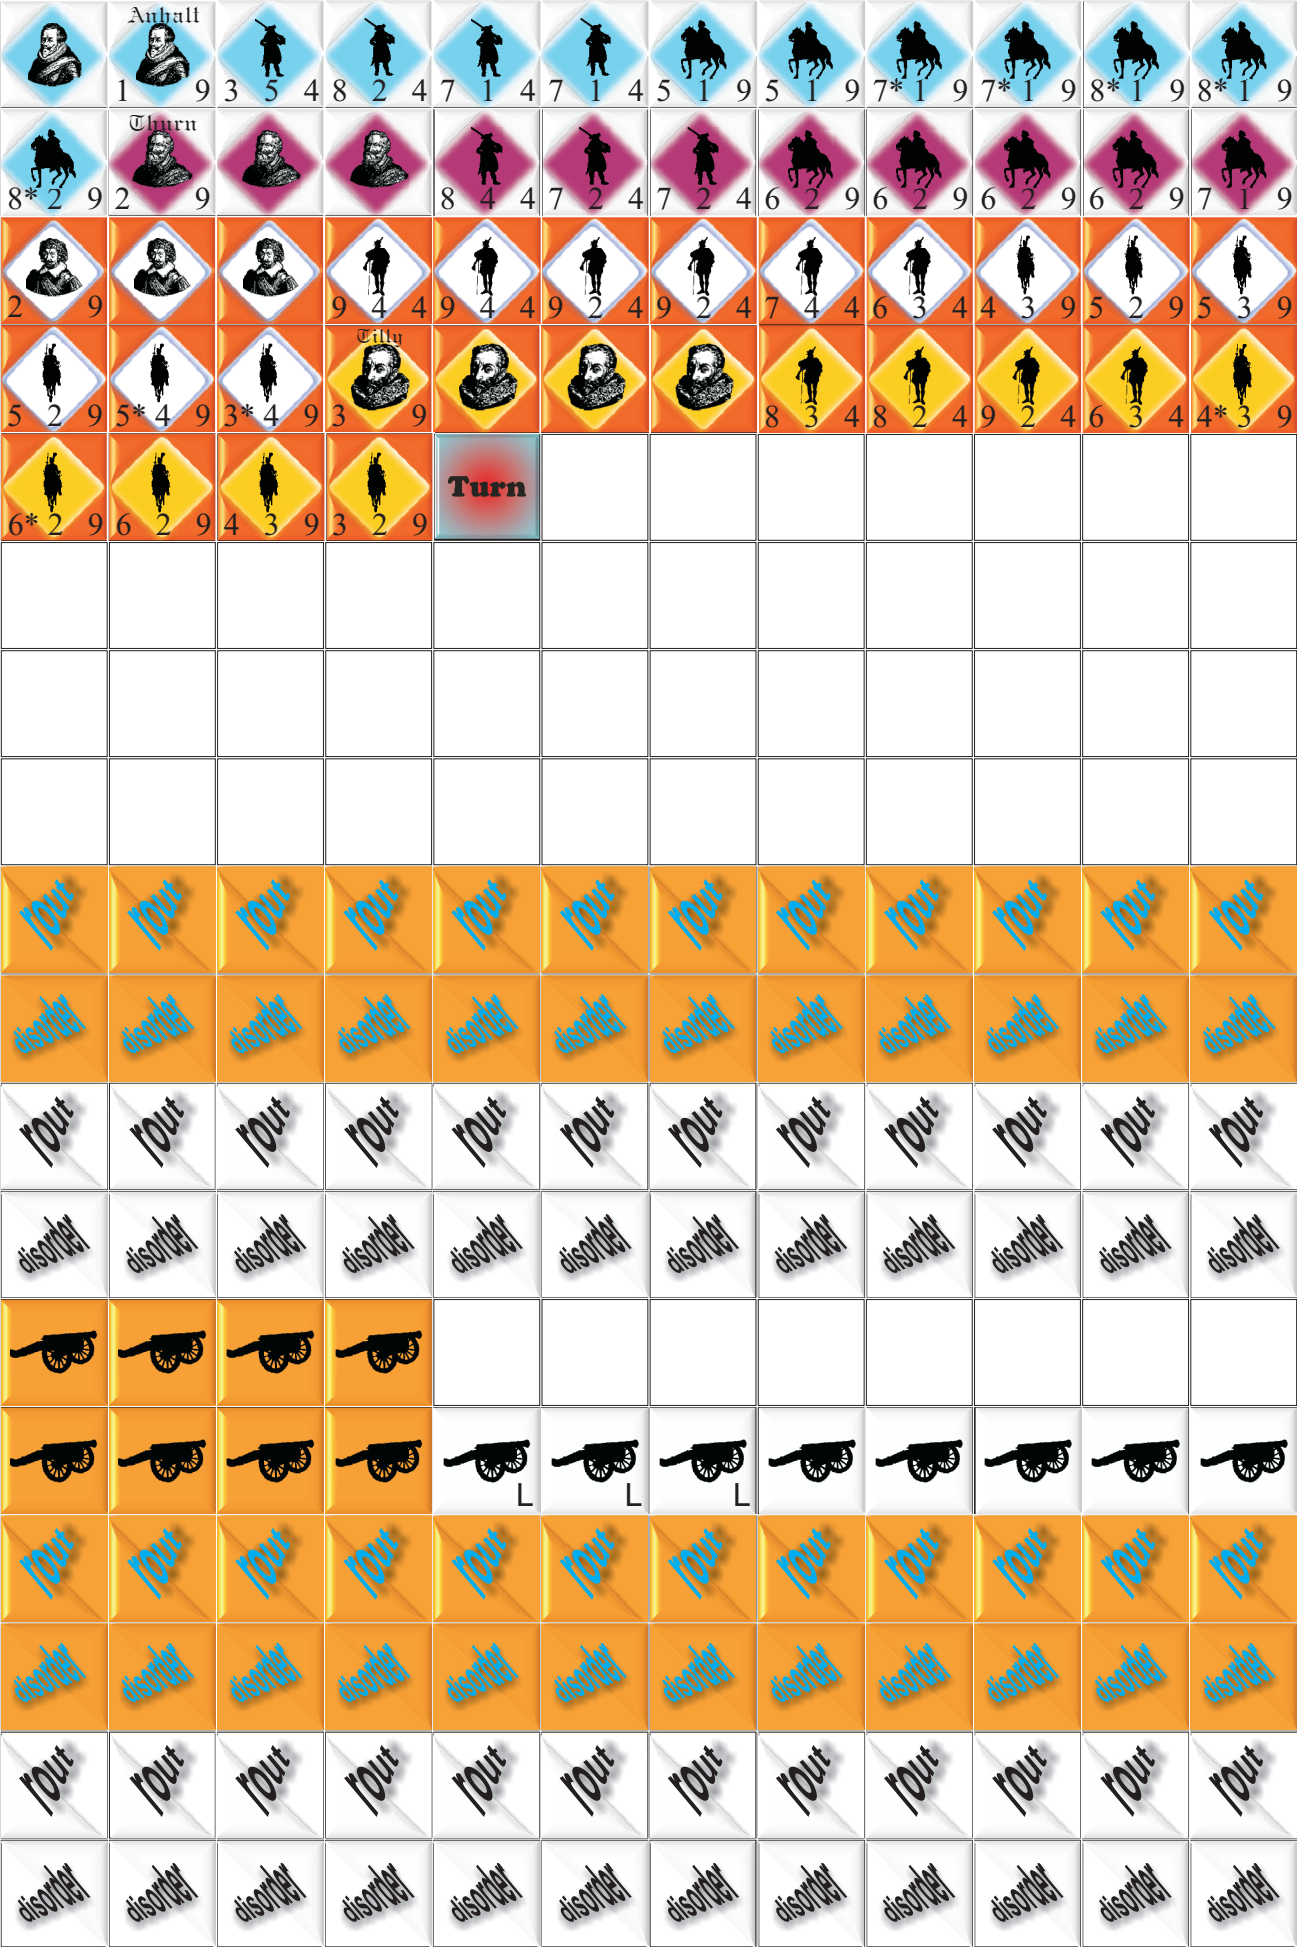 Anhalt
1 9 3 5 4 8 2 4 7 1 4 7 1 4 5 1 9 5 1 9 7* 1 9 7* 1 9 8* 1 9 8* 1 9
Thurn
8* 2 9 2 9 8 4 4 7 2 4 7 2 4 6 2 9 6 2 9 6 2 9 6 2 9 7 1 9
2 9 9 4 4 9 4 4 9 2 4 9 2 4 7 4 4 6 3 4 4 3 9 5 2 9 5 3 9
Tilly
5 2 9 5* 4 9 3* 4 9 3 9 8 3 4 8 2 4 9 2 4 6 3 4 4* 3 9
Turn
6* 2 9 6 2 9 4 3 9 3 2 9
rout rout rout rout rout rout rout rout rout rout rout rout
disorder disorder disorder disorder disorder disorder disorder disorder disorder disorder disorder disorder
rout rout rout rout rout rout rout rout rout rout rout rout
disorder disorder disorder disorder disorder disorder disorder disorder disorder disorder disorder disorder
L L L
rout rout rout rout rout rout rout rout rout rout rout rout
disorder disorder disorder disorder disorder disorder disorder disorder disorder disorder disorder disorder
rout rout rout rout rout rout rout rout rout rout rout rout
disorder disorder disorder disorder disorder disorder disorder disorder disorder disorder disorder disorder